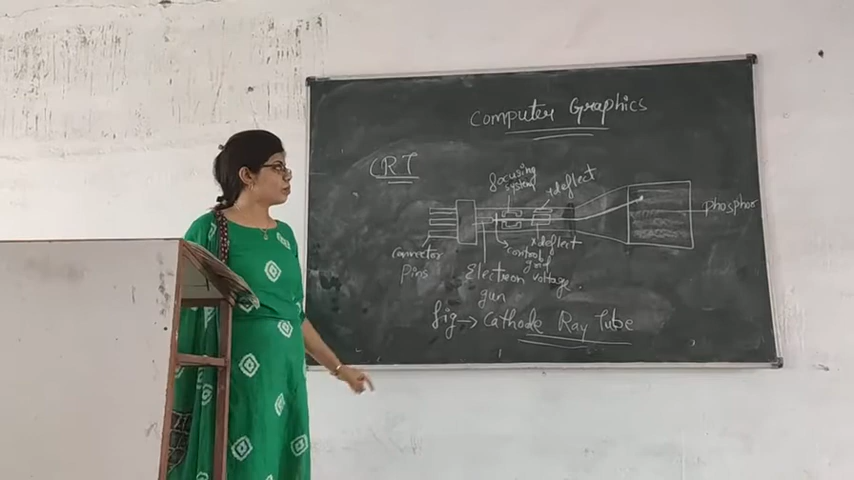 Computer Graphics
CRT
focusing
system
deflect
phosphor
deflect
Connector
Pins
control
grid
voltage
Electron
gun
fig → Cathode Ray Tube